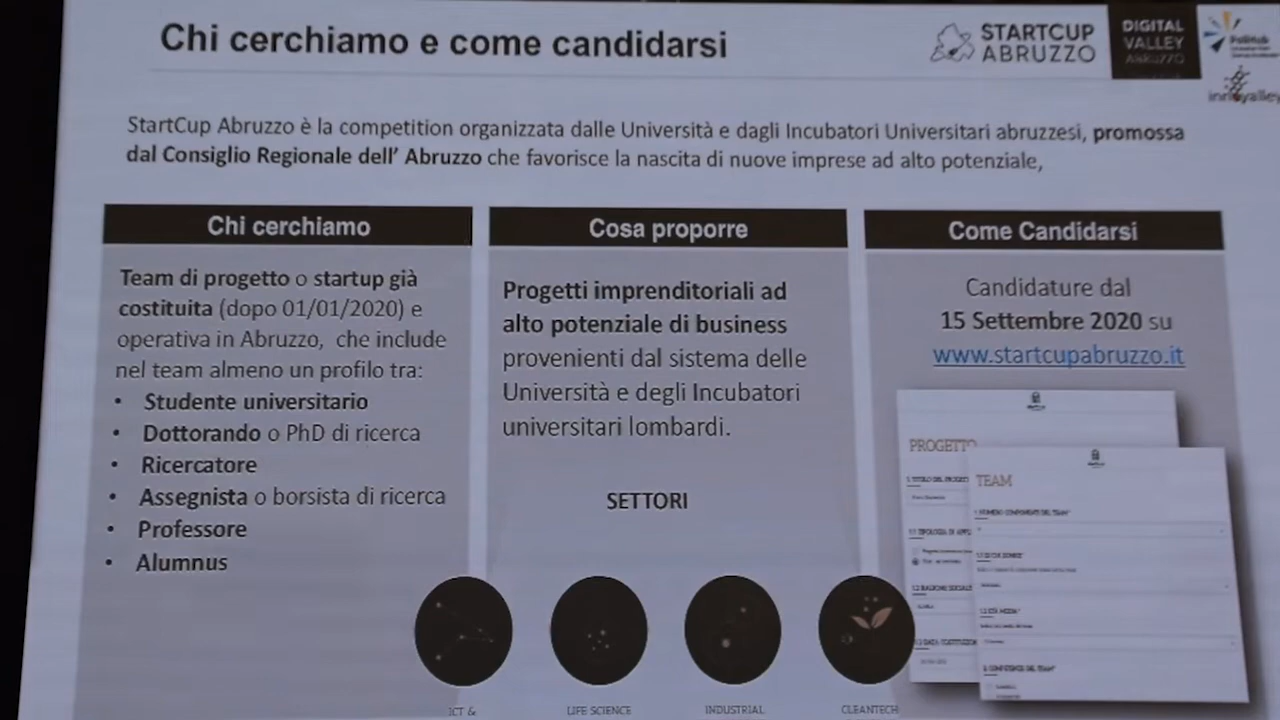 Chi cerchiamo e come candidarsi
STARTCUP
ABRUZZO
DIGITAL
VALLEY
ABRUZZO
StartCup Abruzzo è la competition organizzata dalle Università e dagli Incubatori Universitari abruzzesi, promossa
dal Consiglio Regionale dell' Abruzzo che favorisce la nascita di nuove imprese ad alto potenziale,
Chi cerchiamo
Team di progetto o startup già
costituita (dopo 01/01/2020) e
operativa in Abruzzo, che include
nel team almeno un profilo tra:
• Studente universitario
• Dottorando o PhD di ricerca
• Ricercatore
• Assegnista o borsista di ricerca
• Professore
• Alumnus
Cosa proporre
Progetti imprenditoriali ad
alto potenziale di business
provenienti dal sistema delle
Università e degli Incubatori
universitari lombardi.
SETTORI
ICT &
LIFE SCIENCE
INDUSTRIAL
CLEANTECH
Come Candidarsi
Candidature dal
15 Settembre 2020 su
www.startcupabruzzo.it
PROGETTO
TEAM